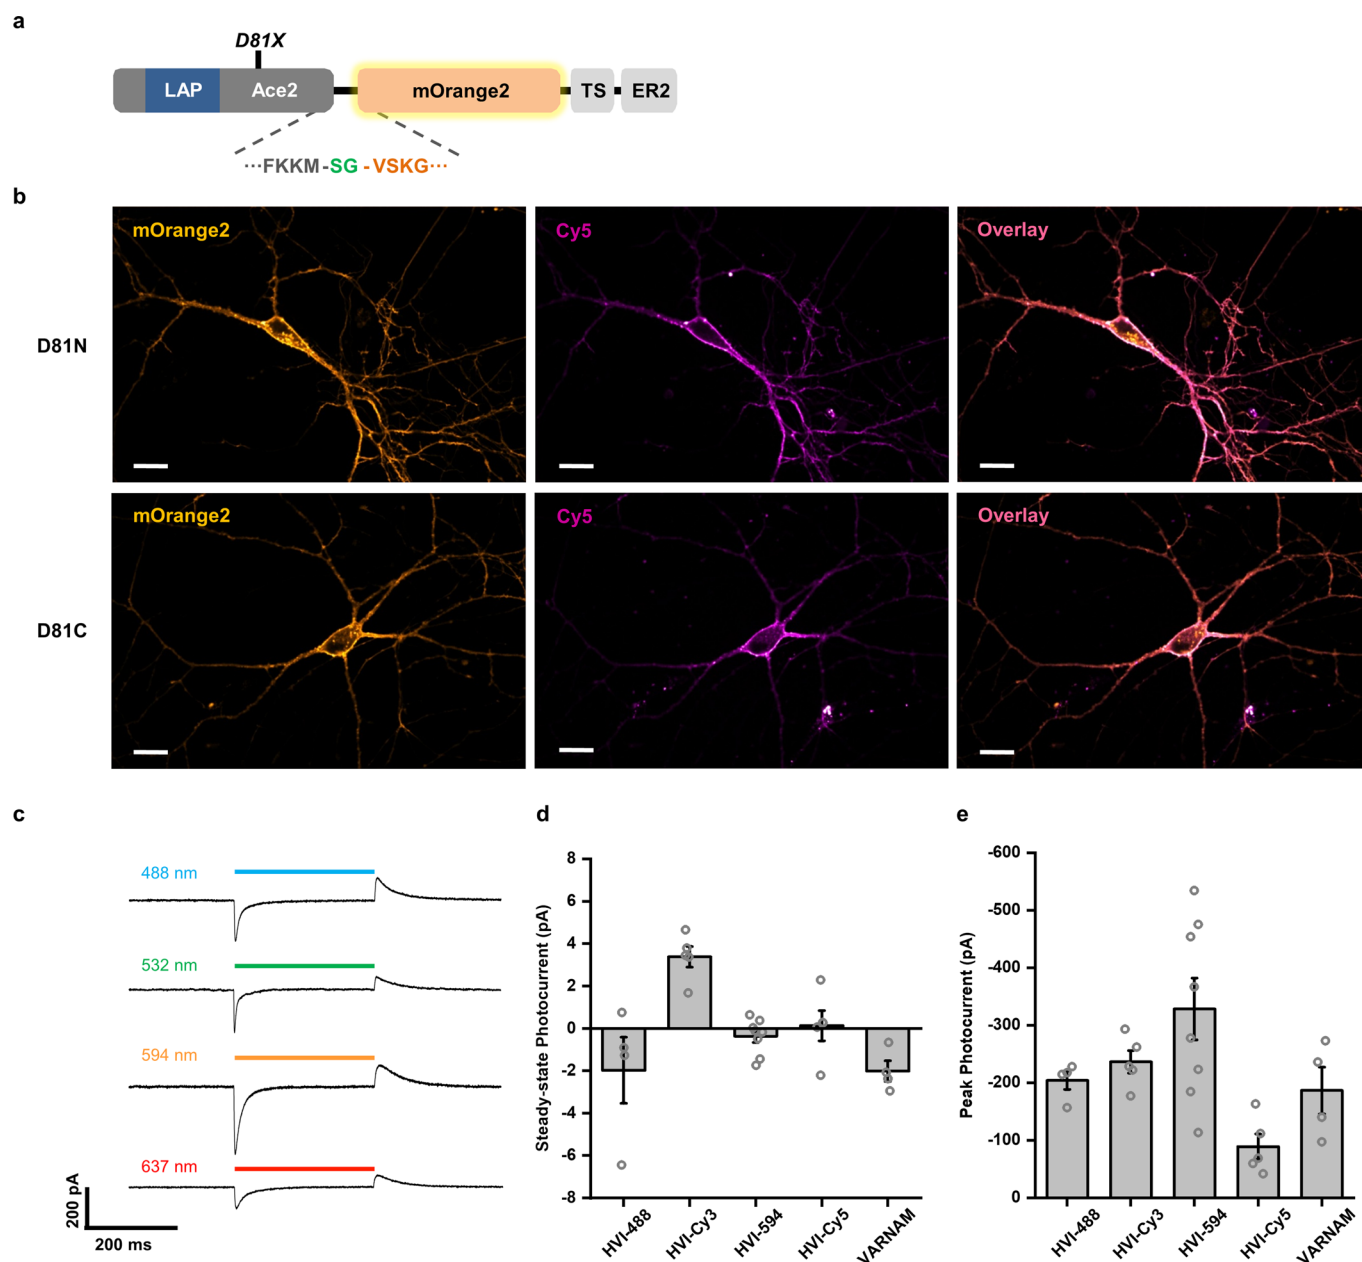 a
D81X
LAP
Ace2
mOrange2
TS
ER2
···FKKM-SG-VSKG···
b
mOrange2
Cy5
Overlay
D81N
mOrange2
Cy5
Overlay
D81C
c
488 nm
532 nm
594 nm
637 nm
200 pA
200 ms
d
Steady-state Photocurrent (pA)
8
6
4
2
0
-2
-4
-6
-8
HVI-488
HVI-Cy3
HVI-594
HVI-Cy5
VARNAM
e
Peak Photocurrent (pA)
-600
-500
-400
-300
-200
-100
0
HVI-488
HVI-Cy3
HVI-594
HVI-Cy5
VARNAM